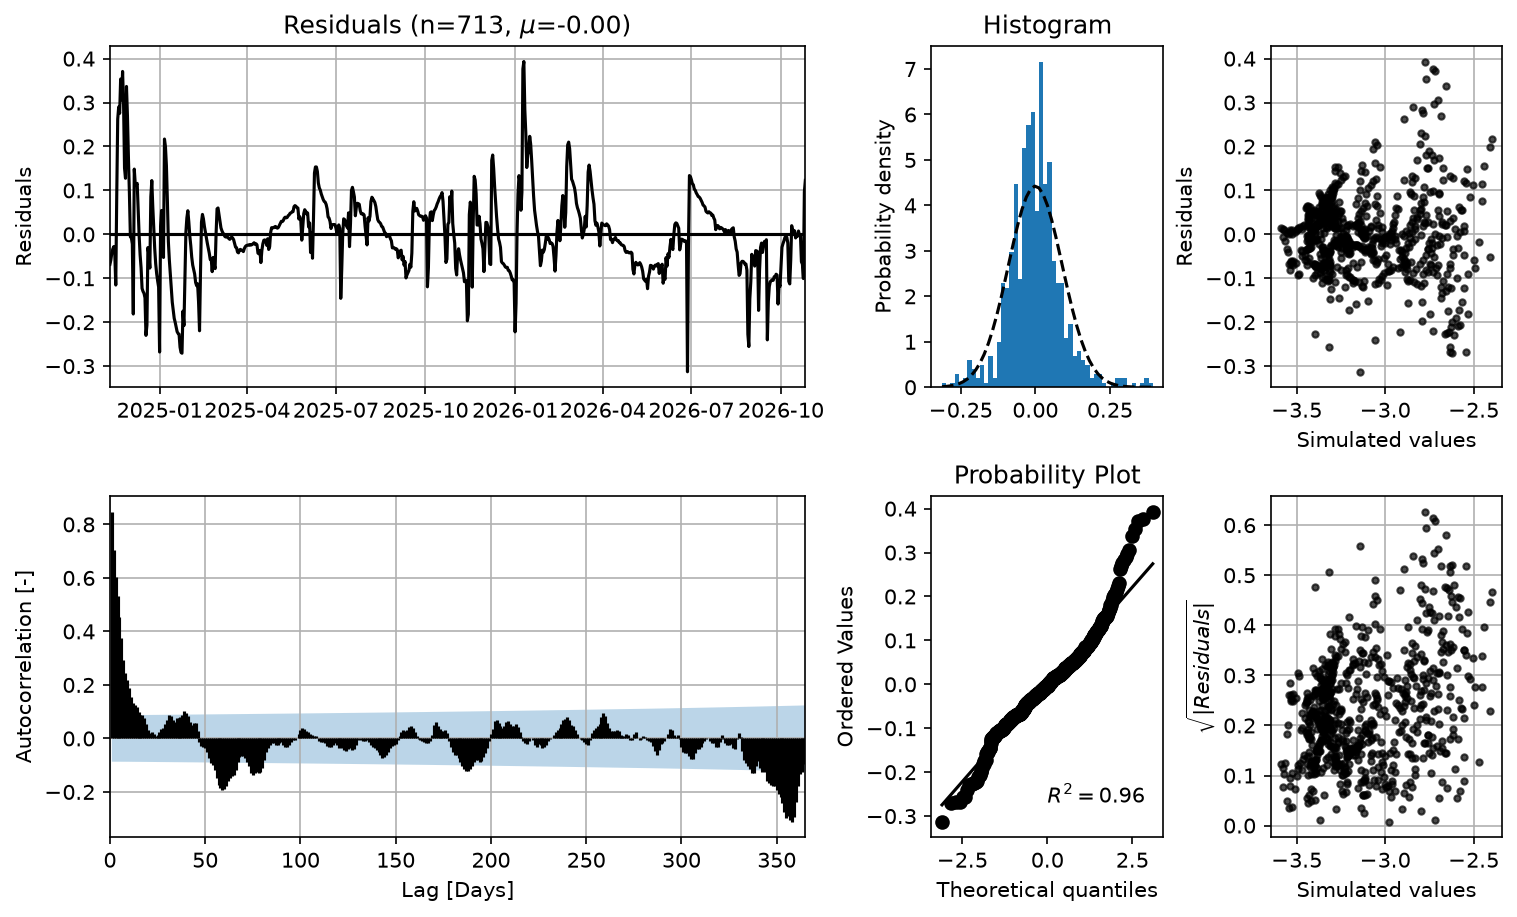 Residuals (n=713, μ=-0.00)
Residuals
0.4
0.3
0.2
0.1
0.0
−0.1
−0.2
−0.3
2025-01 2025-04 2025-07 2025-10 2026-01 2026-04 2026-07 2026-10
Histogram
Probability density
7
6
5
4
3
2
1
0
−0.25 0.00 0.25
Residuals
0.4
0.3
0.2
0.1
0.0
−0.1
−0.2
−0.3
−3.5 −3.0 −2.5
Simulated values
Autocorrelation [-]
0.8
0.6
0.4
0.2
0.0
−0.2
0 50 100 150 200 250 300 350
Lag [Days]
Probability Plot
Ordered Values
0.4
0.3
0.2
0.1
0.0
−0.1
−0.2
−0.3
R² = 0.96
−2.5 0.0 2.5
Theoretical quantiles
√|Residuals|
0.6
0.5
0.4
0.3
0.2
0.1
0.0
−3.5 −3.0 −2.5
Simulated values